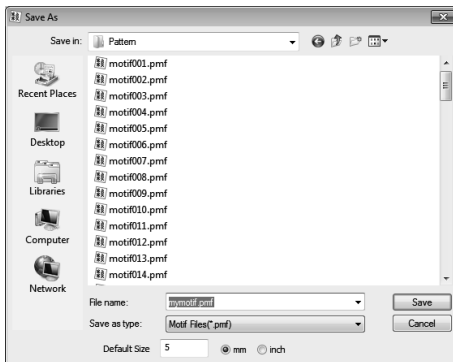 Save As
Save in: Pattern
Recent Places
Desktop
Libraries
Computer
Network
motif001.pmf
motif002.pmf
motif003.pmf
motif004.pmf
motif005.pmf
motif006.pmf
motif007.pmf
motif008.pmf
motif009.pmf
motif010.pmf
motif011.pmf
motif012.pmf
motif013.pmf
motif014.pmf
File name: mymotif.pmf Save
Save as type: Motif Files(*.pmf) Cancel
Default Size 5 mm inch